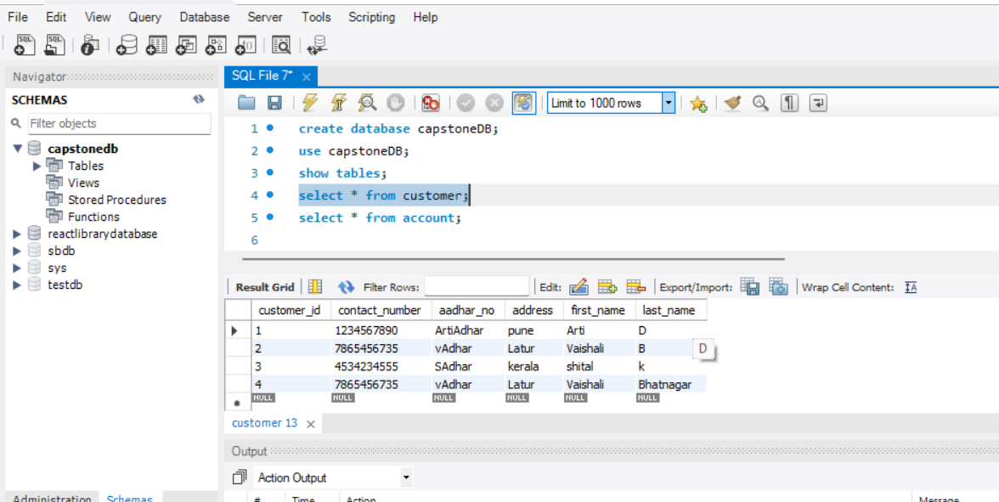 File Edit View Query Database Server Tools Scripting Help
SQL SQL
Navigator
SQL File 7*
SCHEMAS
Limit to 1000 rows
Filter objects
capstonedb
Tables
Views
Stored Procedures
Functions
reactlibrarydatabase
sbdb
sys
testdb
1 create database capstoneDB;
2 use capstoneDB;
3 show tables;
4 select * from customer;
5 select * from account;
6
Result Grid Filter Rows: Edit: Export/Import: Wrap Cell Content: IA
customer_id contact_number aadhar_no address first_name last_name
1 1234567890 ArtiAdhar pune Arti D
2 7865456735 vAdhar Latur Vaishali B
D
3 4534234555 SAdhar kerala shital k
4 7865456735 vAdhar Latur Vaishali Bhatnagar
NULL NULL NULL NULL NULL NULL
customer 13
Output
Action Output
Administration Schemas
# Time Action Message